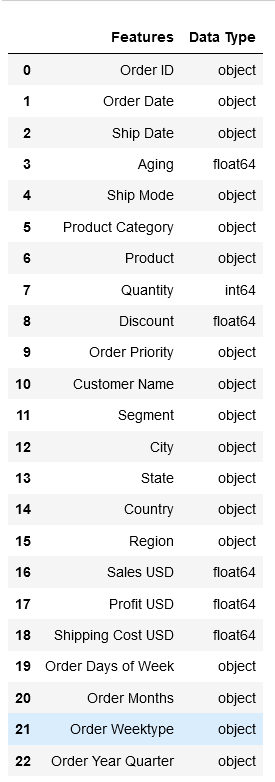 Features Data Type
0 Order ID object
1 Order Date object
2 Ship Date object
3 Aging float64
4 Ship Mode object
5 Product Category object
6 Product object
7 Quantity int64
8 Discount float64
9 Order Priority object
10 Customer Name object
11 Segment object
12 City object
13 State object
14 Country object
15 Region object
16 Sales USD float64
17 Profit USD float64
18 Shipping Cost USD float64
19 Order Days of Week object
20 Order Months object
21 Order Weektype object
22 Order Year Quarter object